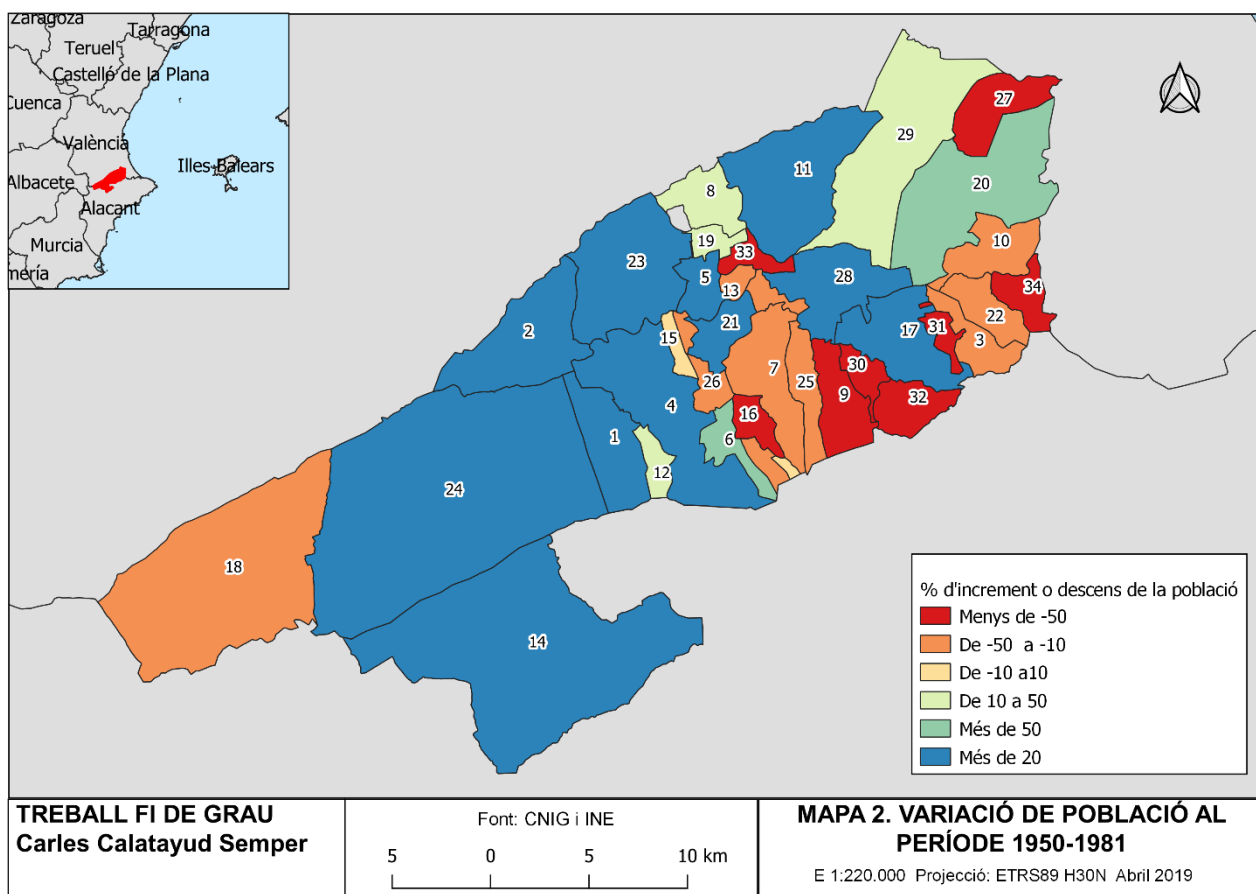 Zaragoza
Tarragona
Teruel
Castelló de la Plana
Cuenca
València
Illes Balears
Albacete
Alacant
Murcia
mería
27
29
11
20
8
10
19
33
23
5
28
34
13
22
2
21
17
31
15
3
30
7
26
25
9
32
4
16
1
6
12
24
18
14
% d'increment o descens de la població
Menys de -50
De -50 a -10
De -10 a10
De 10 a 50
Més de 50
Més de 20
TREBALL FI DE GRAU
Carles Calatayud Semper
Font: CNIG i INE
5 0 5 10 km
MAPA 2. VARIACIÓ DE POBLACIÓ AL
PERÍODE 1950-1981
E 1:220.000 Projecció: ETRS89 H30N Abril 2019